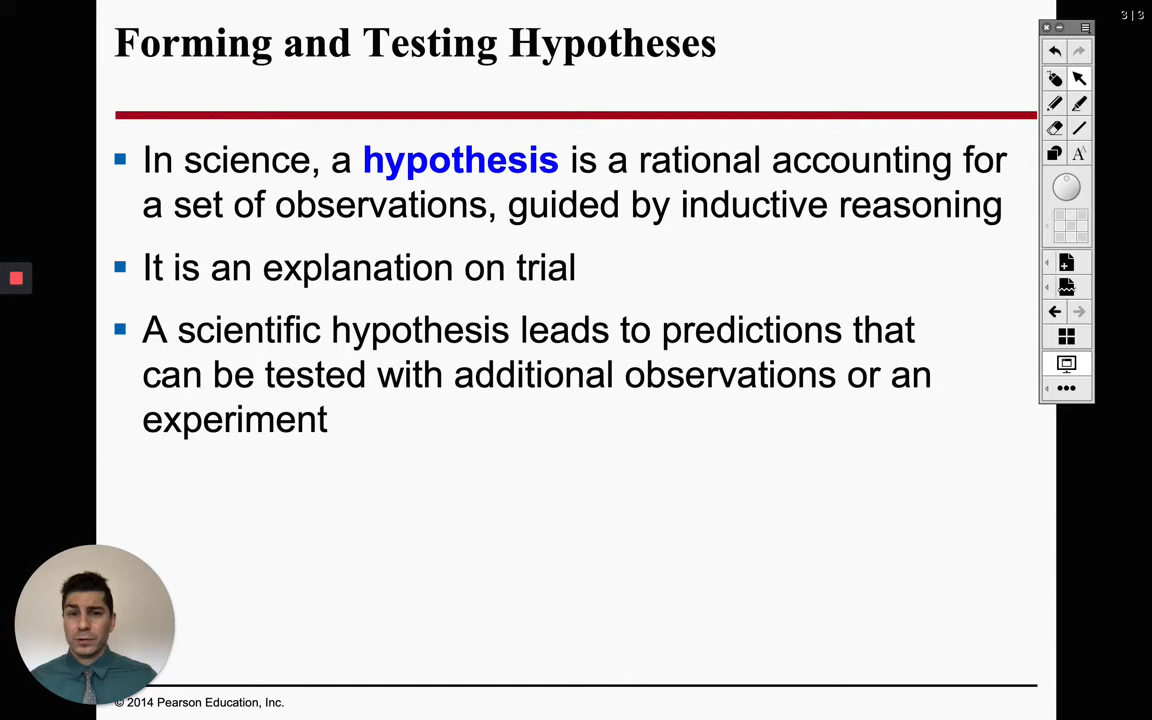 3 | 3
Forming and Testing Hypotheses
In science, a hypothesis is a rational accounting for
a set of observations, guided by inductive reasoning
It is an explanation on trial
A scientific hypothesis leads to predictions that
can be tested with additional observations or an
experiment
© 2014 Pearson Education, Inc.